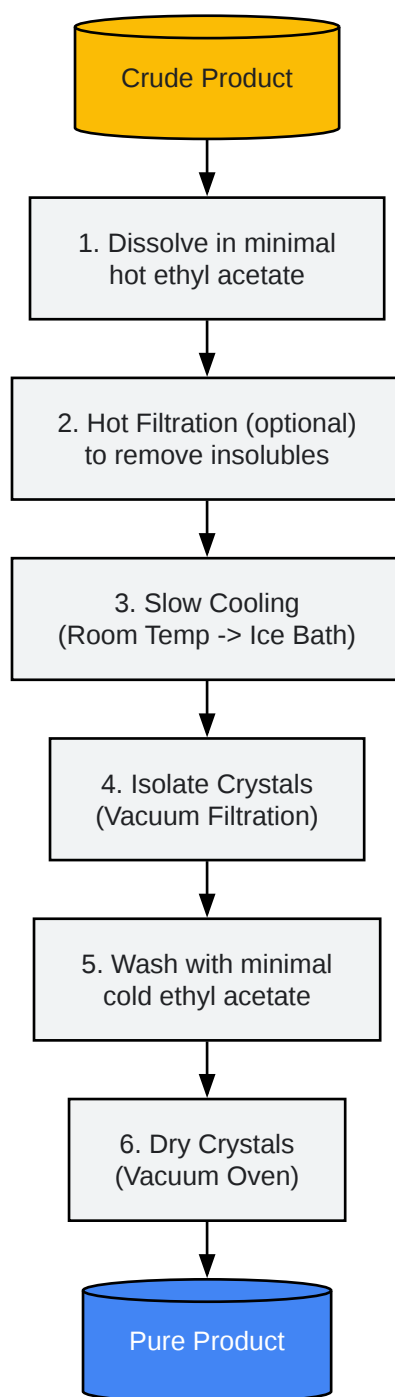 Crude Product
1. Dissolve in minimal
hot ethyl acetate
2. Hot Filtration (optional)
to remove insolubles
3. Slow Cooling
(Room Temp -> Ice Bath)
4. Isolate Crystals
(Vacuum Filtration)
5. Wash with minimal
cold ethyl acetate
6. Dry Crystals
(Vacuum Oven)
Pure Product